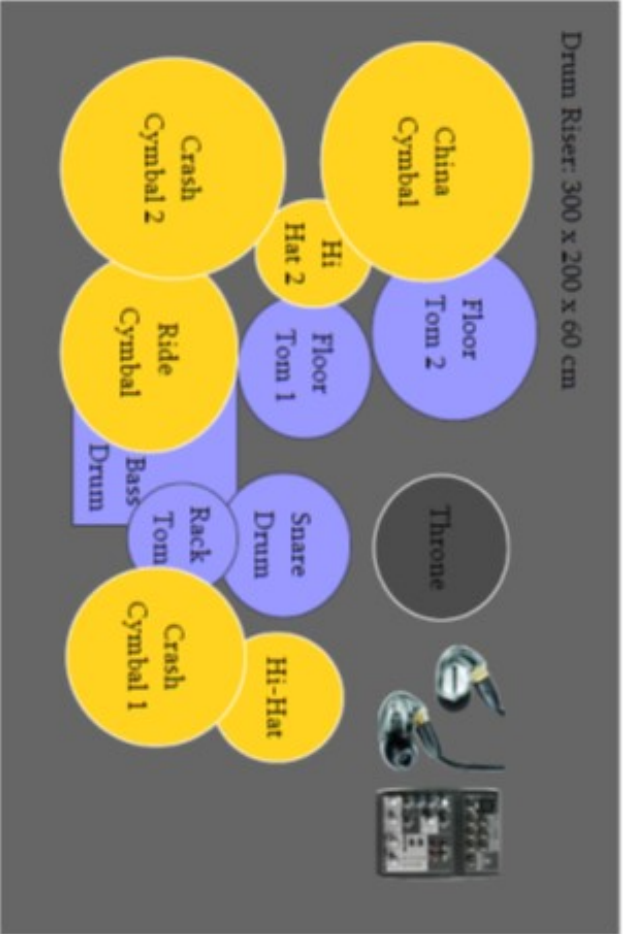 Drum Riser: 300 x 200 x 60 cm
China
Cymbal
Floor
Tom 2
Throne
Hi
Hat 2
Floor
Tom 1
Snare
Drum
Hi-Hat
Crash
Cymbal 2
Ride
Cymbal
Bass
Drum
Rack
Tom
Crash
Cymbal 1